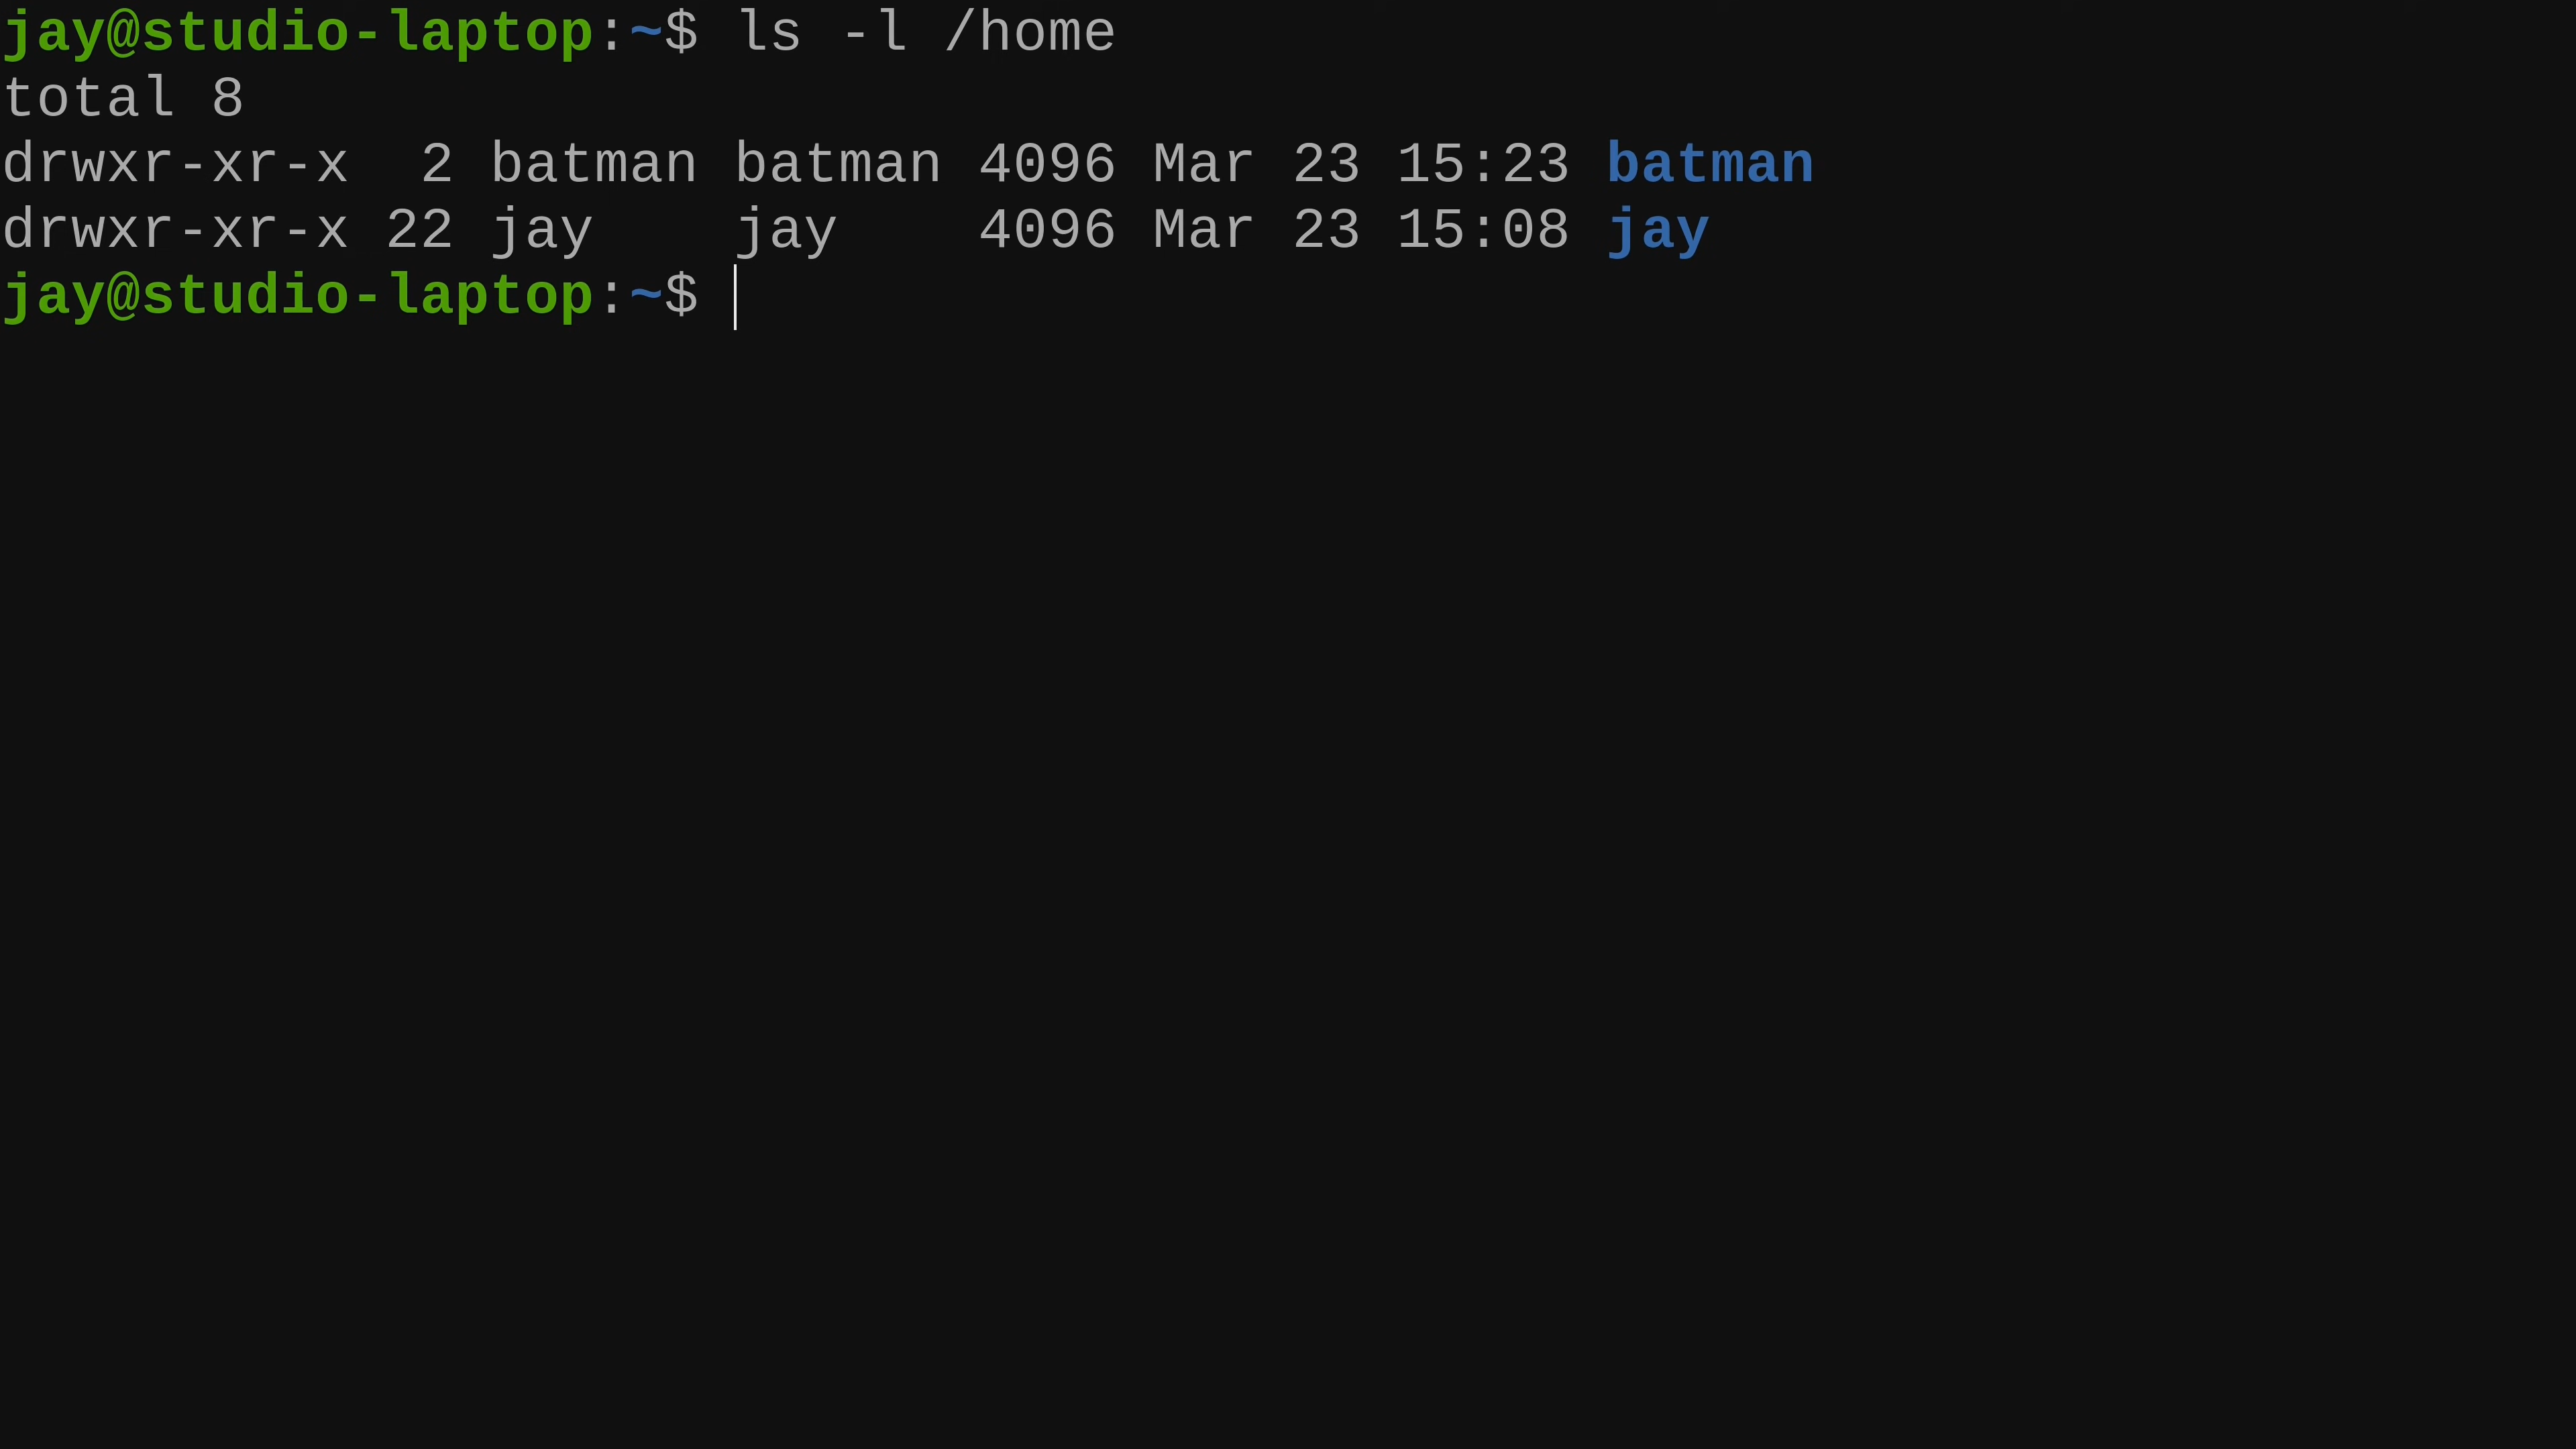 jay@studio-laptop:~$ ls -l /home
total 8
drwxr-xr-x  2 batman batman 4096 Mar 23 15:23 batman
drwxr-xr-x 22 jay    jay    4096 Mar 23 15:08 jay
jay@studio-laptop:~$